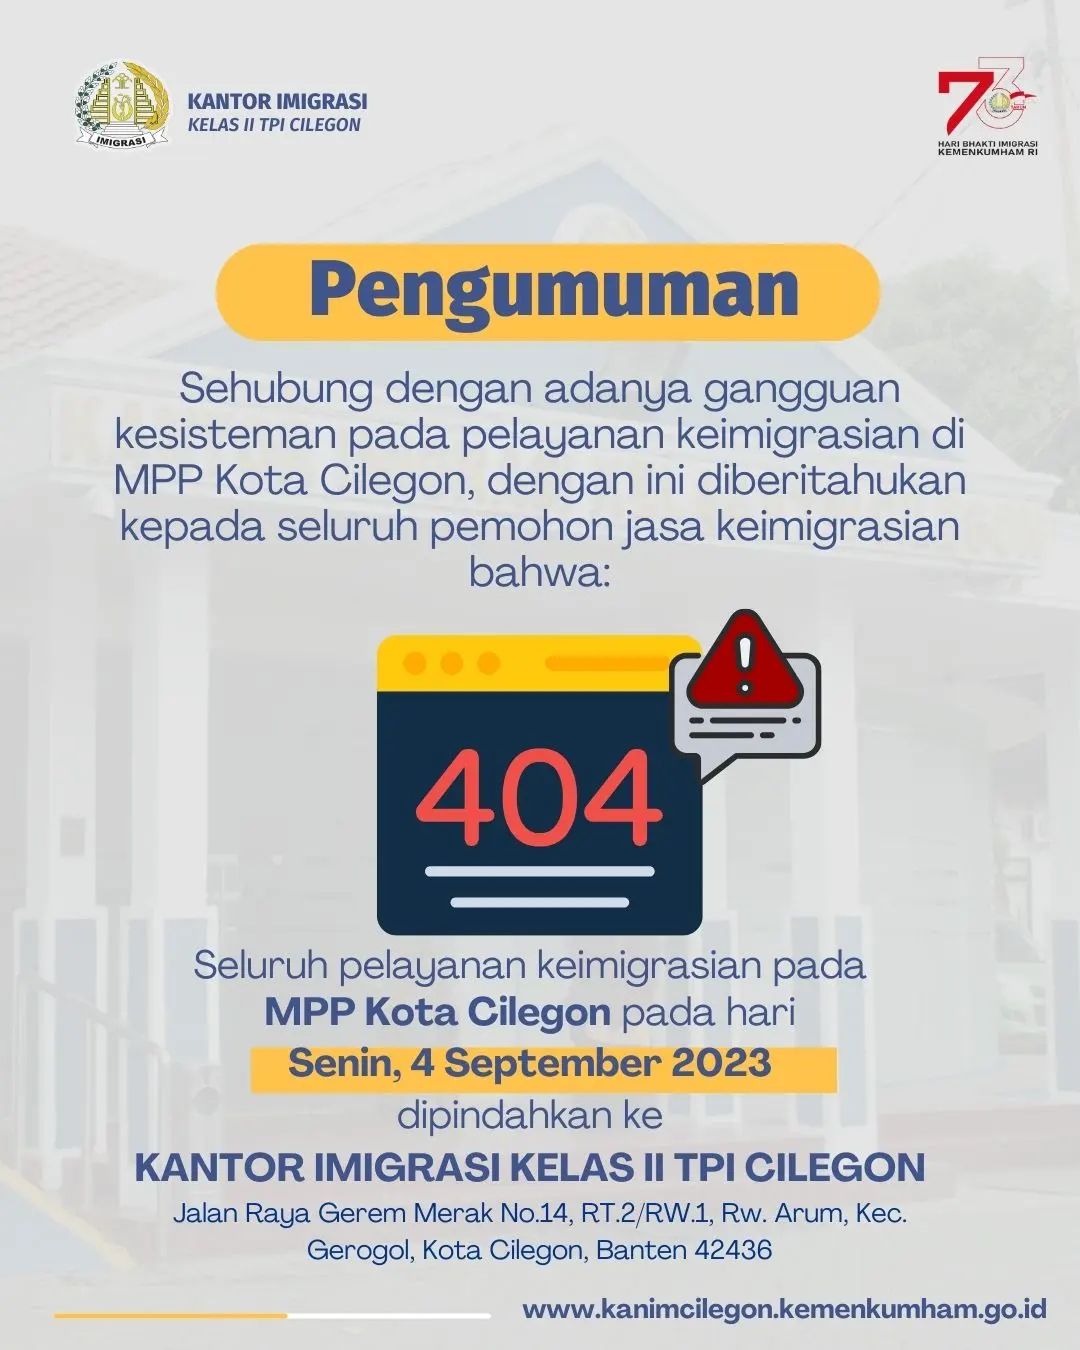 KANTOR IMIGRASI
KELAS II TPI CILEGON
IMIGRASI
73
TAHUN
HARI BHAKTI IMIGRASI
KEMENKUMHAM RI
Pengumuman
Sehubung dengan adanya gangguan
kesisteman pada pelayanan keimigrasian di
MPP Kota Cilegon, dengan ini diberitahukan
kepada seluruh pemohon jasa keimigrasian
bahwa:
404
Seluruh pelayanan keimigrasian pada
MPP Kota Cilegon pada hari
Senin, 4 September 2023
dipindahkan ke
KANTOR IMIGRASI KELAS II TPI CILEGON
Jalan Raya Gerem Merak No.14, RT.2/RW.1, Rw. Arum, Kec.
Gerogol, Kota Cilegon, Banten 42436
www.kanimcilegon.kemenkumham.go.id